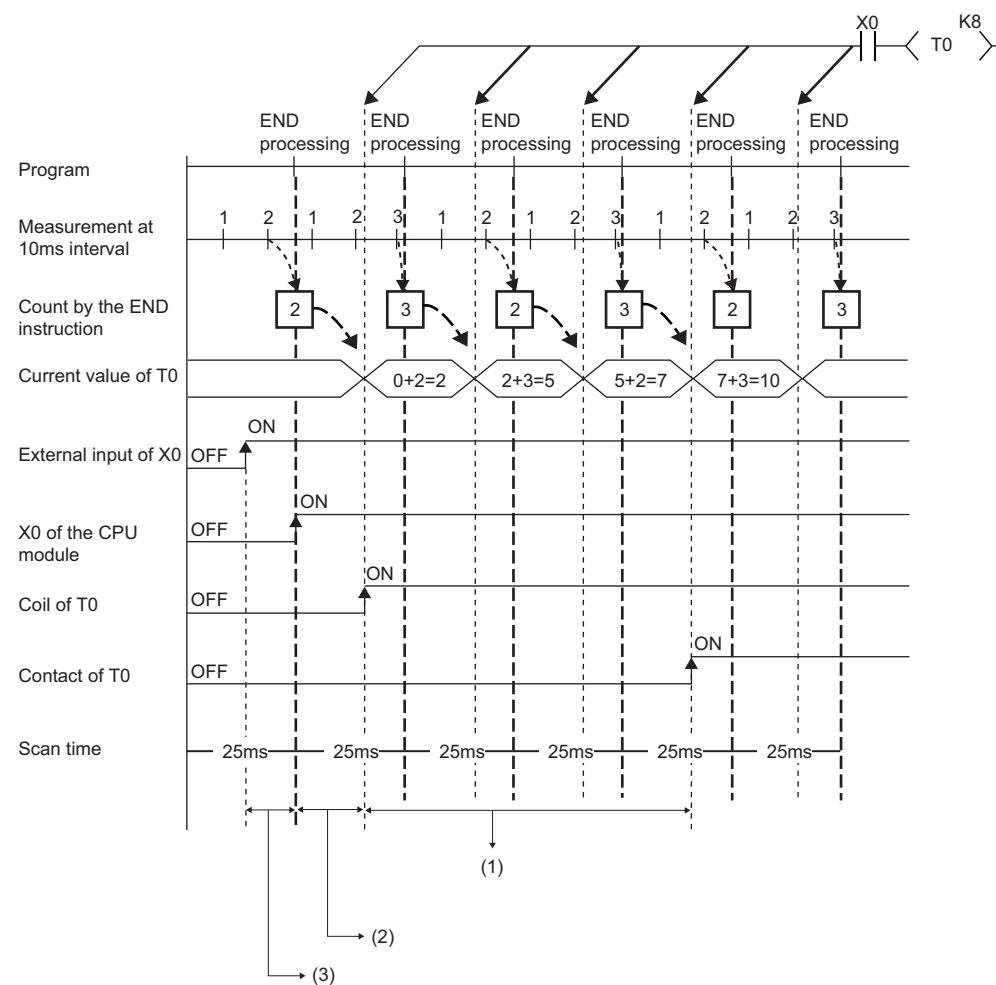 X0 K8
T0
END processing END processing END processing END processing END processing END processing
Program
Measurement at
10ms interval
1 2 1 2 3 1 2 1 2 3 1 2 1 2 3
Count by the END
instruction
2 3 2 3 2 3
Current value of T0
0+2=2 2+3=5 5+2=7 7+3=10
External input of X0
OFF ON
X0 of the CPU
module
OFF ON
Coil of T0
OFF ON
Contact of T0
OFF ON
Scan time
25ms 25ms 25ms 25ms 25ms 25ms
(1)
(2)
(3)